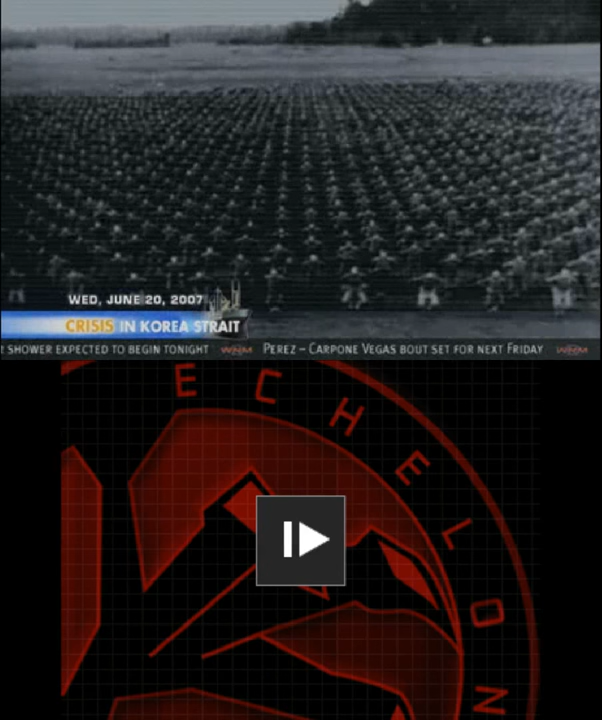 WED, JUNE 20, 2007
CRISIS IN KOREA STRAIT
SHOWER EXPECTED TO BEGIN TONIGHT WNM PEREZ – CARPONE VEGAS BOUT SET FOR NEXT FRIDAY WNM
ECHELON